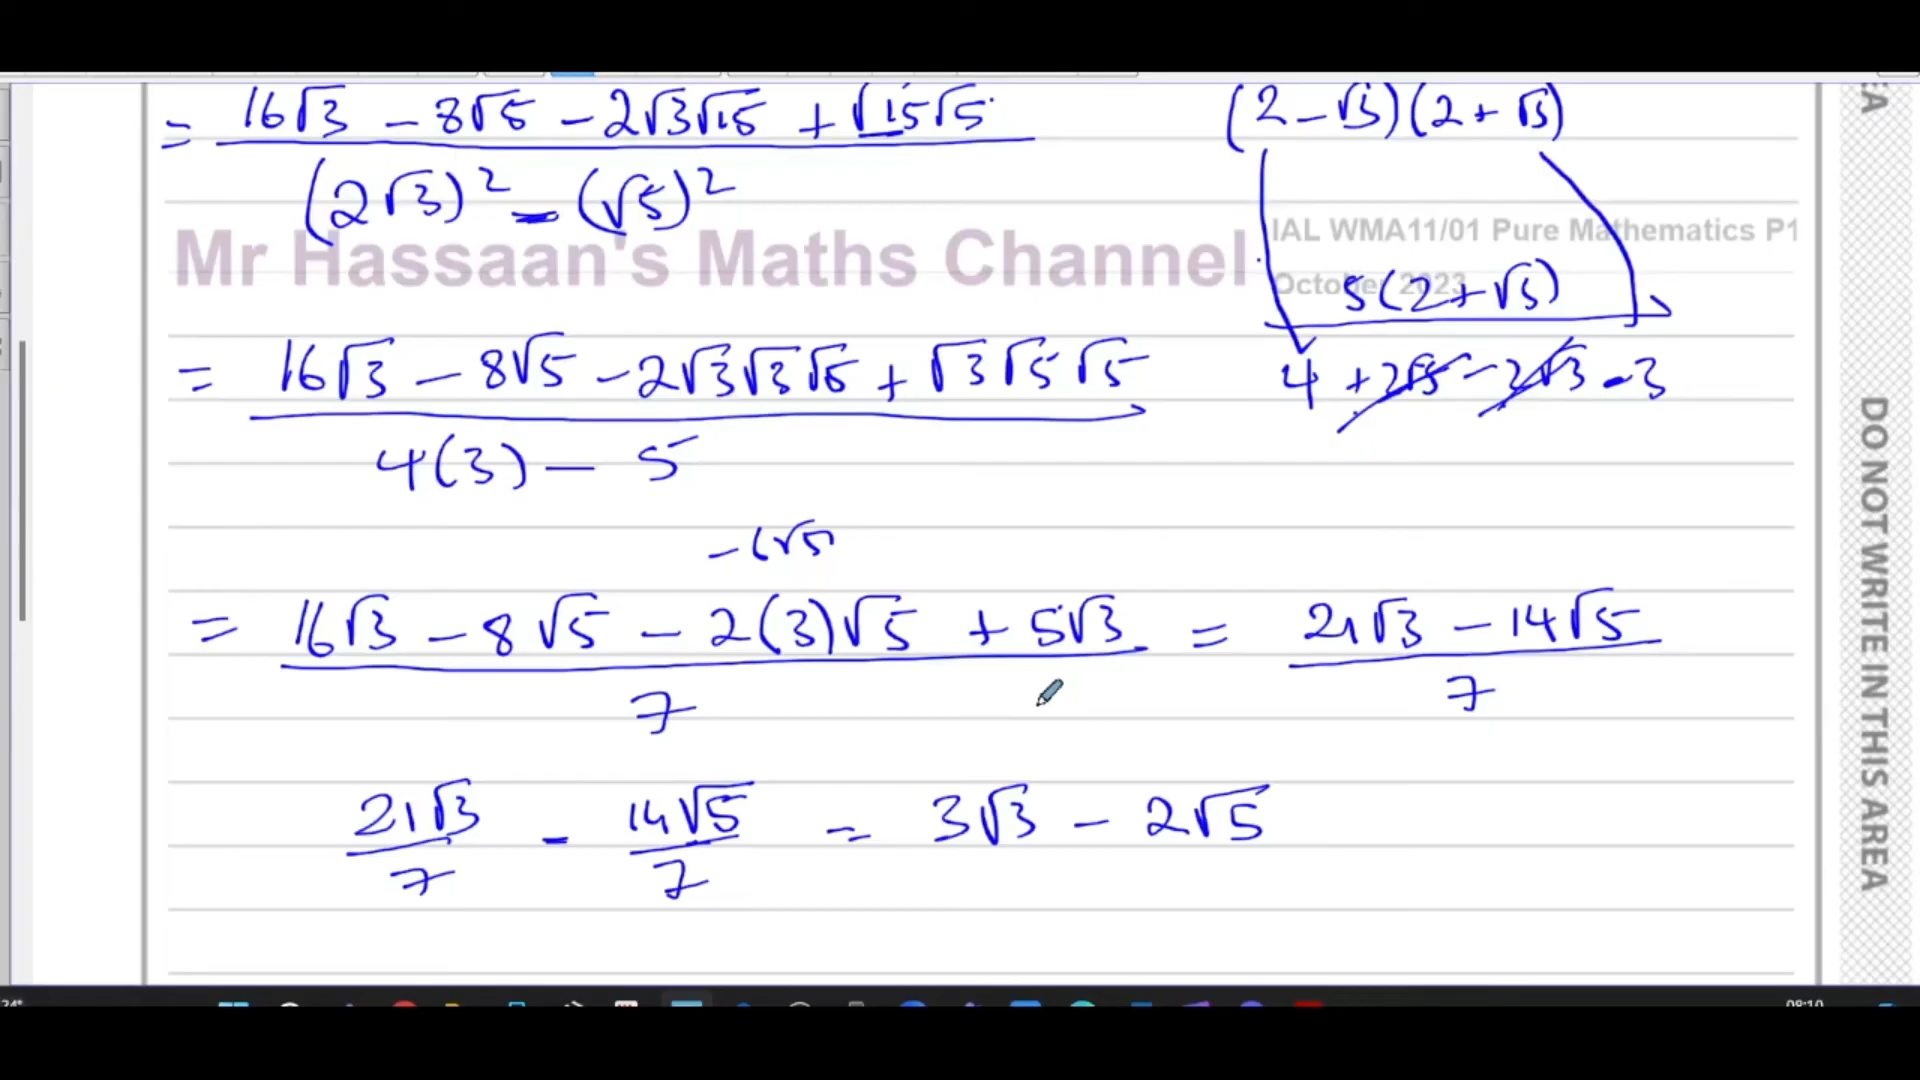 = 16√3 − 8√5 − 2√3√15 + √15√5
(2√3)² − (√5)²
(2 − √3)(2 + √3)
Mr Hassaan's Maths Channel
IAL WMA11/01 Pure Mathematics P1
October 2023
5(2+√3)
4 + 2√3 − 2√3 − 3
= 16√3 − 8√5 − 2√3√3√5 + √3√5√5
4(3) − 5
− 6√5
= 16√3 − 8√5 − 2(3)√5 + 5√3 = 21√3 − 14√5
7 7
21√3 − 14√5 = 3√3 − 2√5
7 7
EA
DO NOT WRITE IN THIS AREA